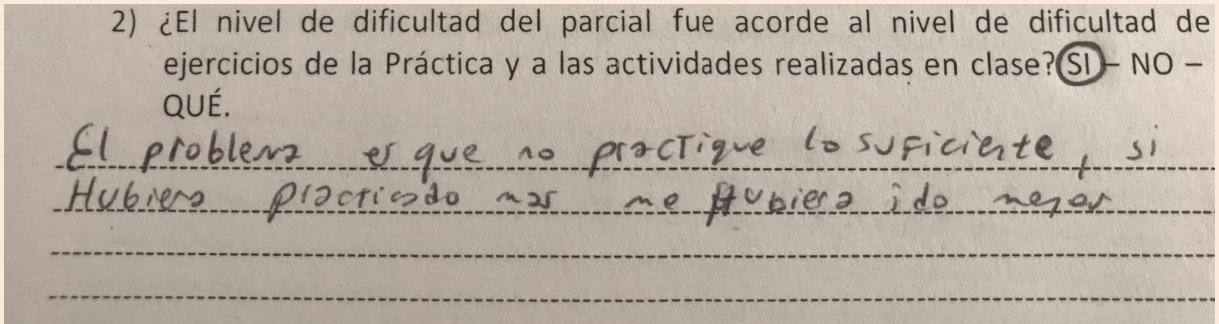 2) ¿El nivel de dificultad del parcial fue acorde al nivel de dificultad de
ejercicios de la Práctica y a las actividades realizadas en clase? SI – NO –
QUÉ.
El problema es que no practique lo suficiente, si
Hubiera practicado mas me Hubiera ido mejor